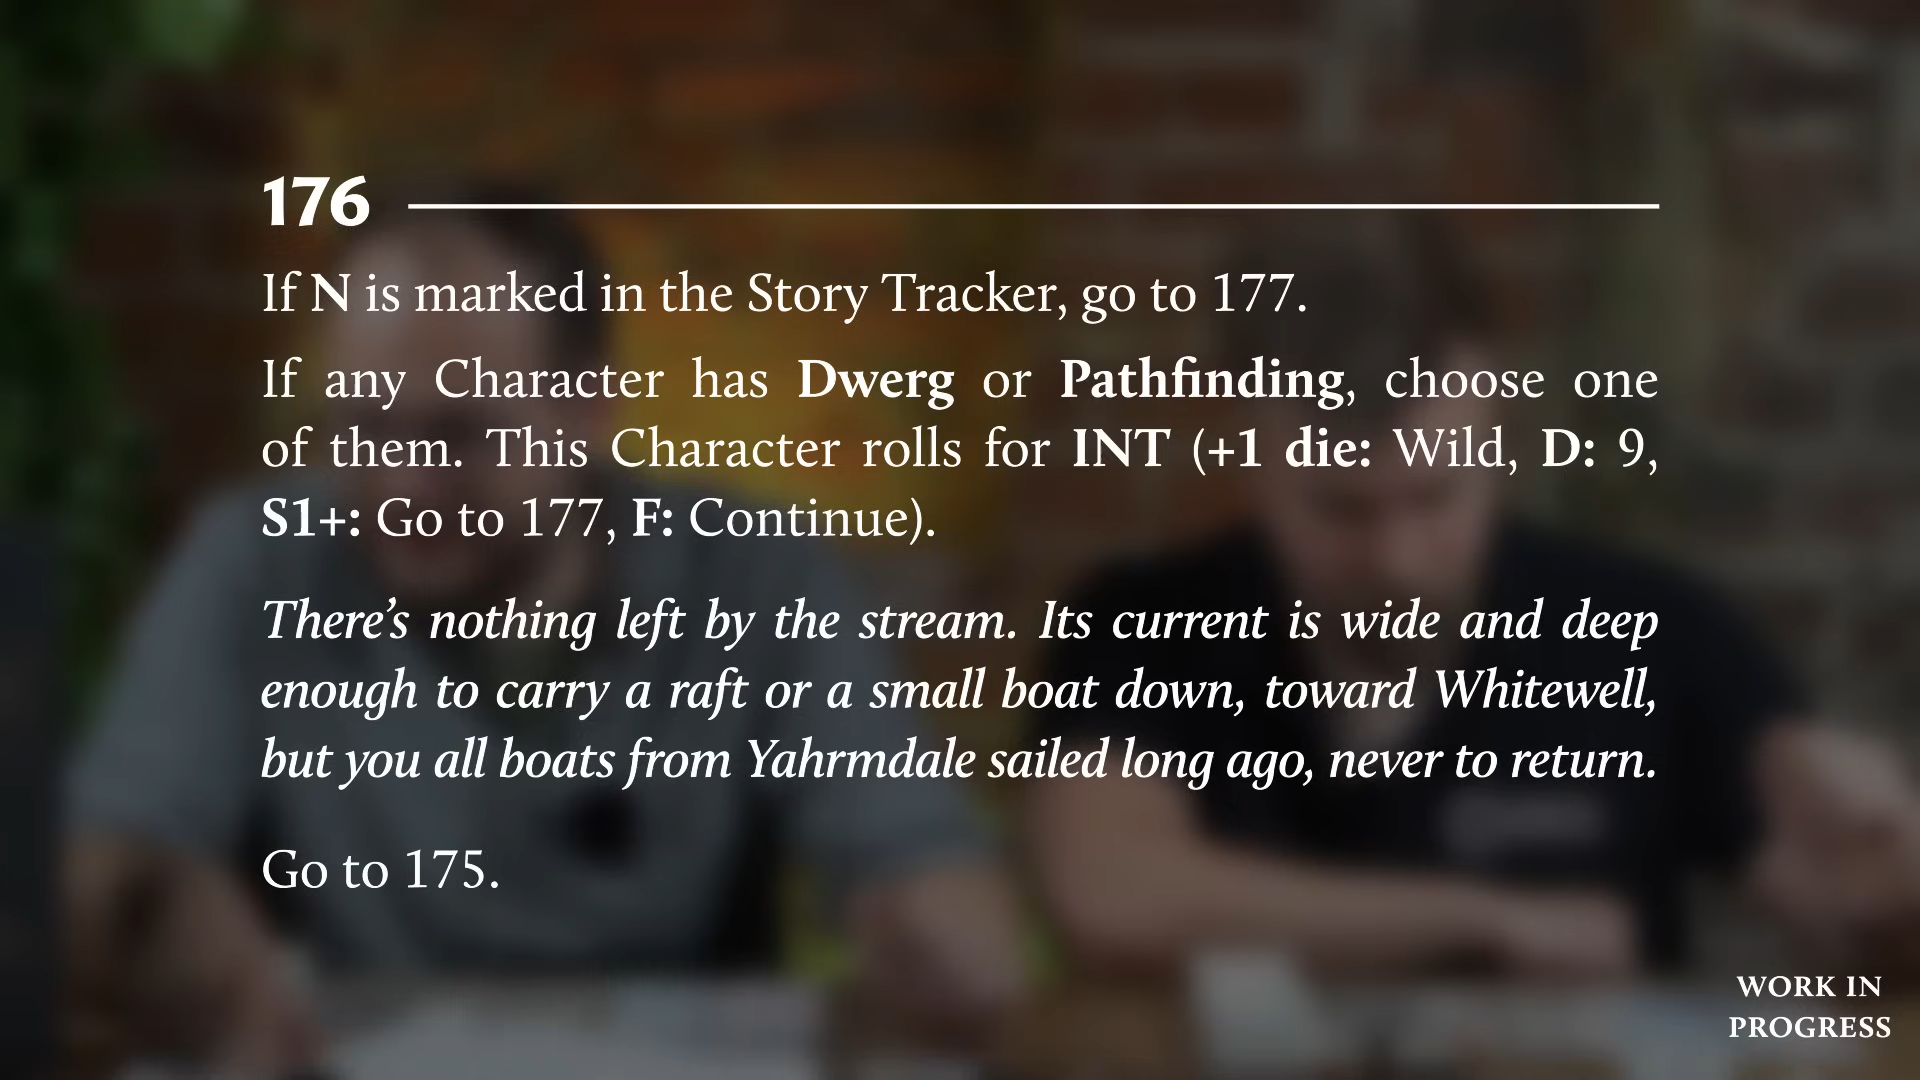 176
If N is marked in the Story Tracker, go to 177.
If any Character has Dwerg or Pathfinding, choose one
of them. This Character rolls for INT (+1 die: Wild, D: 9,
S1+: Go to 177, F: Continue).
There’s nothing left by the stream. Its current is wide and deep
enough to carry a raft or a small boat down, toward Whitewell,
but you all boats from Yahrmdale sailed long ago, never to return.
Go to 175.
WORK IN
PROGRESS